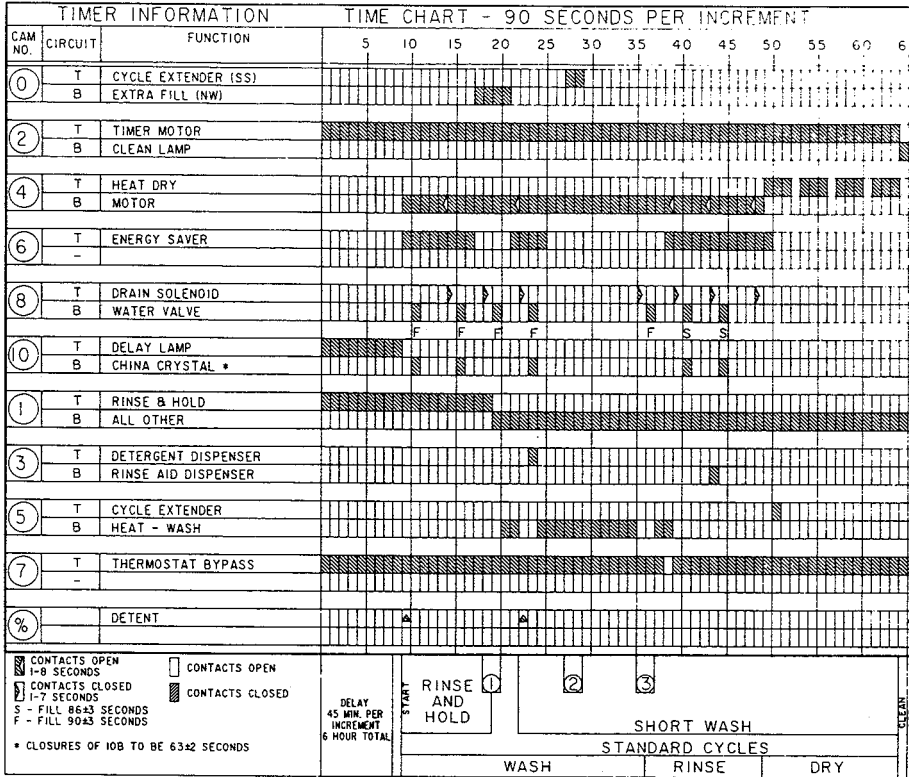 TIMER INFORMATION TIME CHART - 90 SECONDS PER INCREMENT
CAM NO. CIRCUIT FUNCTION 5 10 15 20 25 30 35 40 45 50 55 60 6
0 T CYCLE EXTENDER (SS)
B EXTRA FILL (NW)
2 T TIMER MOTOR
B CLEAN LAMP
4 T HEAT DRY
B MOTOR
6 T ENERGY SAVER
-
8 T DRAIN SOLENOID
B WATER VALVE
F F F F F S S
10 T DELAY LAMP
B CHINA CRYSTAL *
1 T RINSE & HOLD
B ALL OTHER
3 T DETERGENT DISPENSER
B RINSE AID DISPENSER
5 T CYCLE EXTENDER
B HEAT - WASH
7 T THERMOSTAT BYPASS
-
% DETENT
CONTACTS OPEN
1-8 SECONDS
CONTACTS OPEN
CONTACTS CLOSED
1-7 SECONDS
CONTACTS CLOSED
S - FILL 86±3 SECONDS
F - FILL 90±3 SECONDS
* CLOSURES OF 10B TO BE 63±2 SECONDS
DELAY
45 MIN. PER
INCREMENT
6 HOUR TOTAL
START
RINSE
AND
HOLD
1 2 3
CLEAN
SHORT WASH
STANDARD CYCLES
WASH RINSE DRY